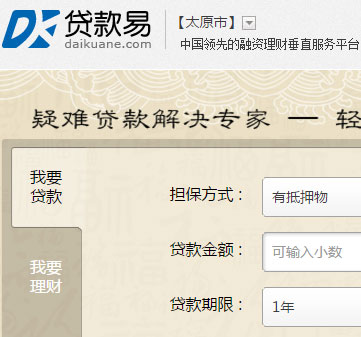 贷款易
daikuane.com
【太原市】
中国领先的融资理财垂直服务平台
疑难贷款解决专家 — 轻
我要
贷款
担保方式：
有抵押物
贷款金额：
可输入小数
我要
理财
贷款期限：
1年